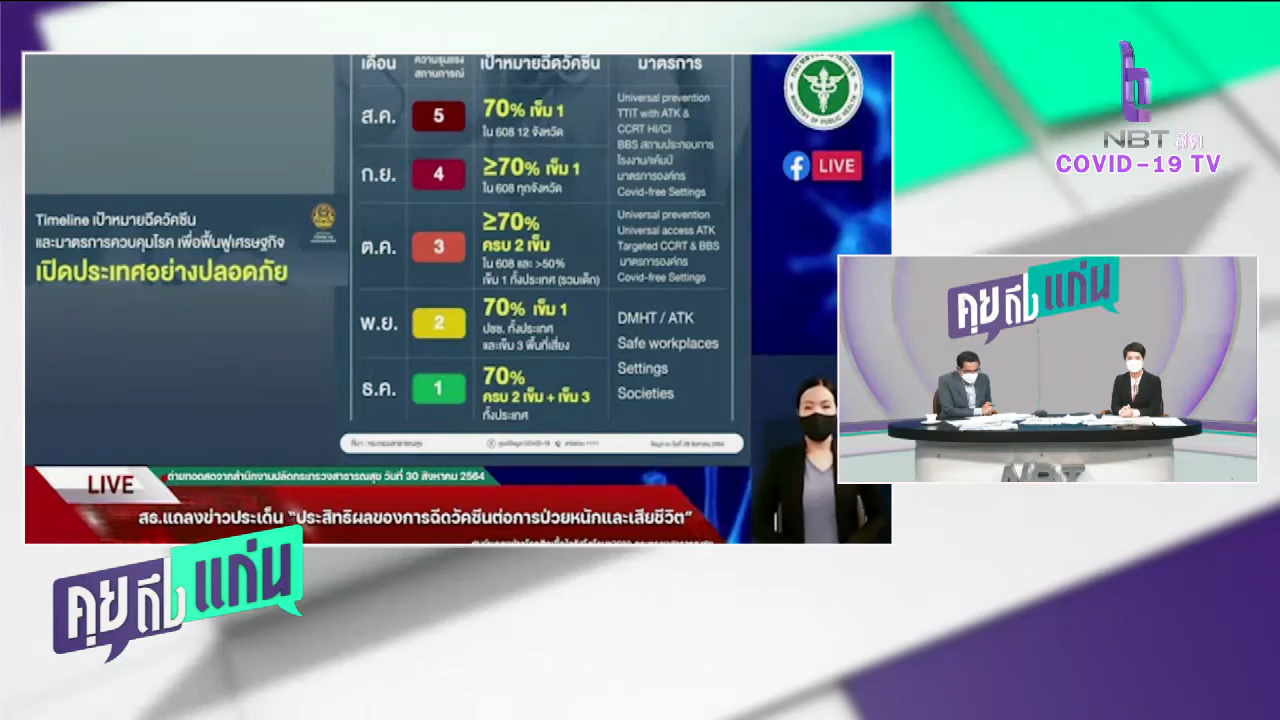 เดือน
ความรุนแรง
สถานการณ์
เป้าหมายฉีดวัคซีน
มาตรการ
ส.ค.
5
70% เข็ม 1
ใน 608 12 จังหวัด
ก.ย.
4
≥70% เข็ม 1
ใน 608 ทุกจังหวัด
Universal prevention
TTIT with ATK &
CCRT HI/CI
BBS สถานประกอบการ
โรงงาน/แค้มป์
มาตรการองค์กร
Covid-free Settings
ต.ค.
3
≥70%
ครบ 2 เข็ม
ใน 608 และ >50%
เข็ม 1 ทั้งประเทศ (รวมเด็ก)
Universal prevention
Universal access ATK
Targeted CCRT & BBS
มาตรการองค์กร
Covid-free Settings
พ.ย.
2
70% เข็ม 1
ปชช. ทั้งประเทศ
และเข็ม 3 พื้นที่เสี่ยง
ธ.ค.
1
70%
ครบ 2 เข็ม + เข็ม 3
ทั้งประเทศ
DMHT / ATK
Safe workplaces
Settings
Societies
Timeline เป้าหมายฉีดวัคซีน
และมาตรการควบคุมโรค เพื่อฟื้นฟูเศรษฐกิจ
เปิดประเทศอย่างปลอดภัย
MINISTRY OF PUBLIC HEALTH
f LIVE
NBT สด
COVID-19 TV
คุยถึงแก่น
NBT
LIVE
ถ่ายทอดสดจากสำนักงานปลัดกระทรวงสาธารณสุข วันที่ 30 สิงหาคม 2564
สธ.แถลงข่าวประเด็น “ประสิทธิผลของการฉีดวัคซีนต่อการป่วยหนักและเสียชีวิต”
คุยถึงแก่น